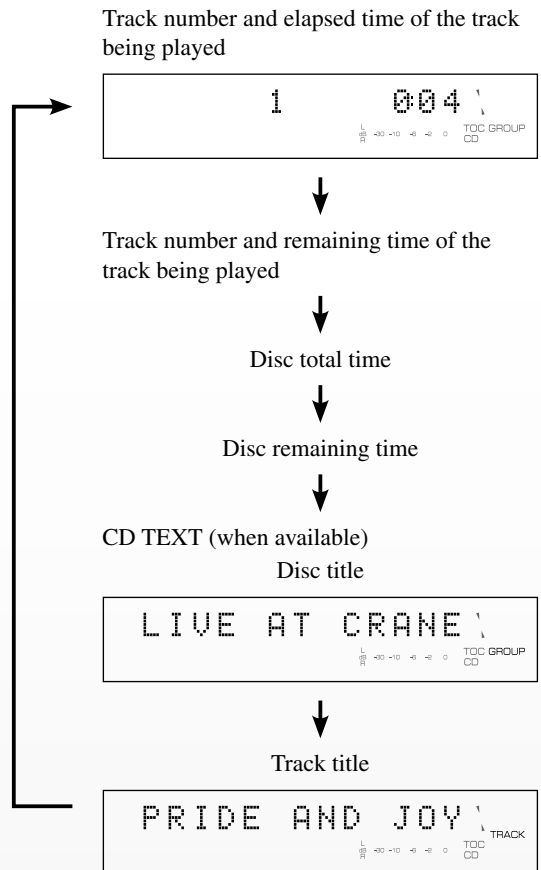 Track number and elapsed time of the track
being played
1 0:04
L
dB -30 -10 -6 -2 0 TOC GROUP
R CD
Track number and remaining time of the
track being played
Disc total time
Disc remaining time
CD TEXT (when available)
Disc title
LIVE AT CRANE
L
dB -30 -10 -6 -2 0 TOC GROUP
R CD
Track title
PRIDE AND JOY
TRACK
L
dB -30 -10 -6 -2 0 TOC
R CD